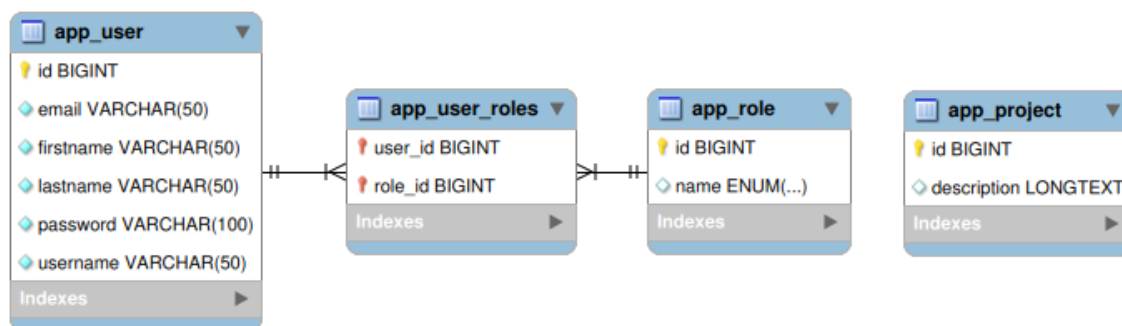 app_user
id BIGINT
email VARCHAR(50)
firstname VARCHAR(50)
lastname VARCHAR(50)
password VARCHAR(100)
username VARCHAR(50)
Indexes
app_user_roles
user_id BIGINT
role_id BIGINT
Indexes
app_role
id BIGINT
name ENUM(...)
Indexes
app_project
id BIGINT
description LONGTEXT
Indexes